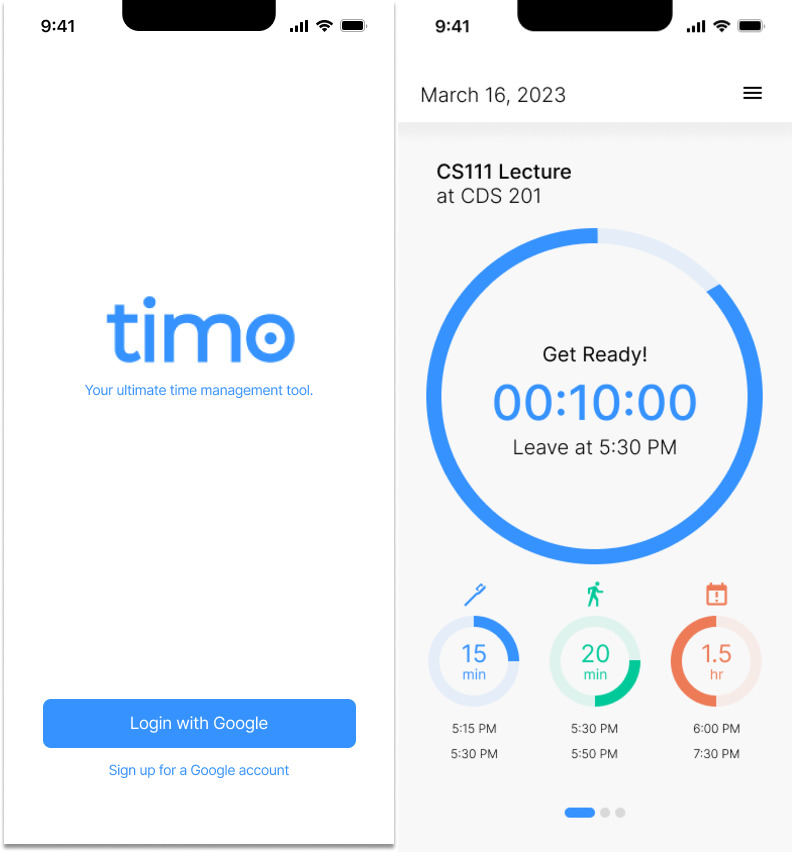 9:41
timo
Your ultimate time management tool.
Login with Google
Sign up for a Google account
9:41
March 16, 2023
CS111 Lecture
at CDS 201
Get Ready!
00:10:00
Leave at 5:30 PM
15
min
20
min
1.5
hr
5:15 PM
5:30 PM
5:30 PM
5:50 PM
6:00 PM
7:30 PM